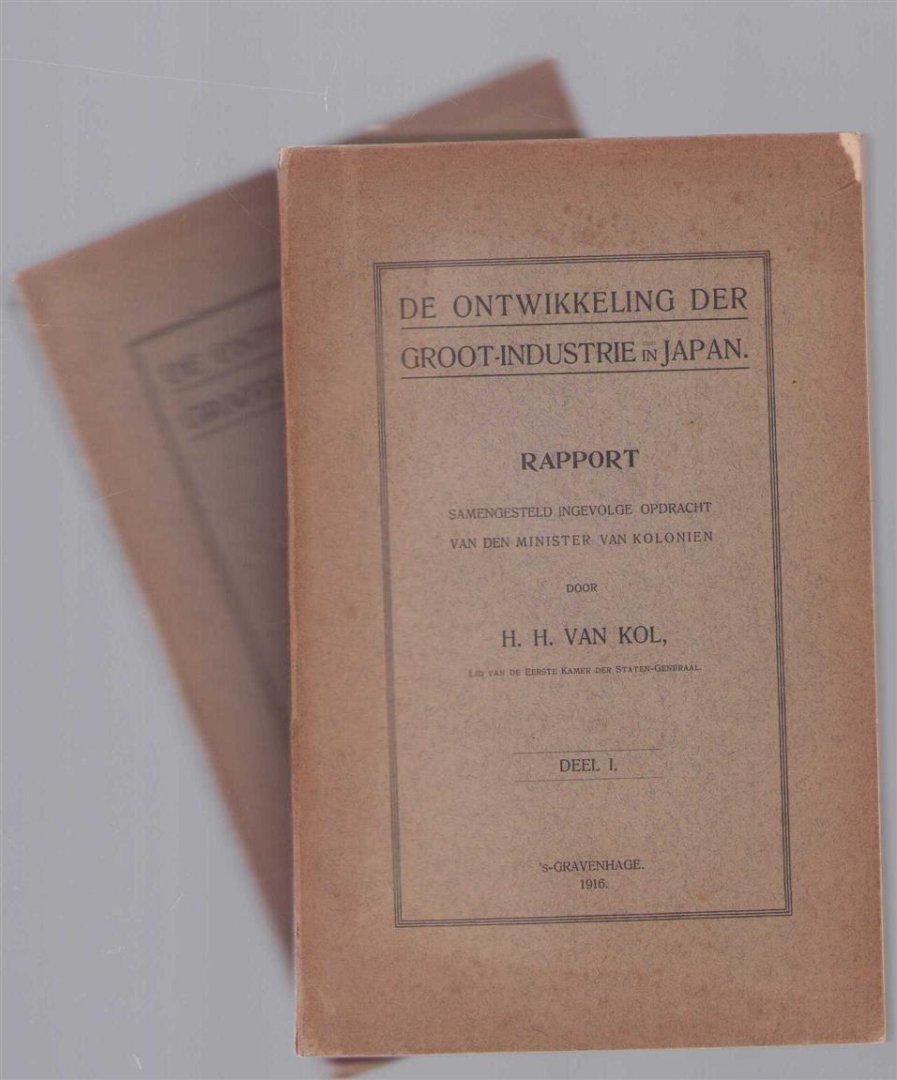 DE ONTWIKKELING DER
GROOT-INDUSTRIE IN JAPAN.
RAPPORT
SAMENGESTELD INGEVOLGE OPDRACHT
VAN DEN MINISTER VAN KOLONIEN
DOOR
H. H. VAN KOL,
LID VAN DE EERSTE KAMER DER STATEN-GENERAAL.
DEEL I.
's-GRAVENHAGE.
1916.